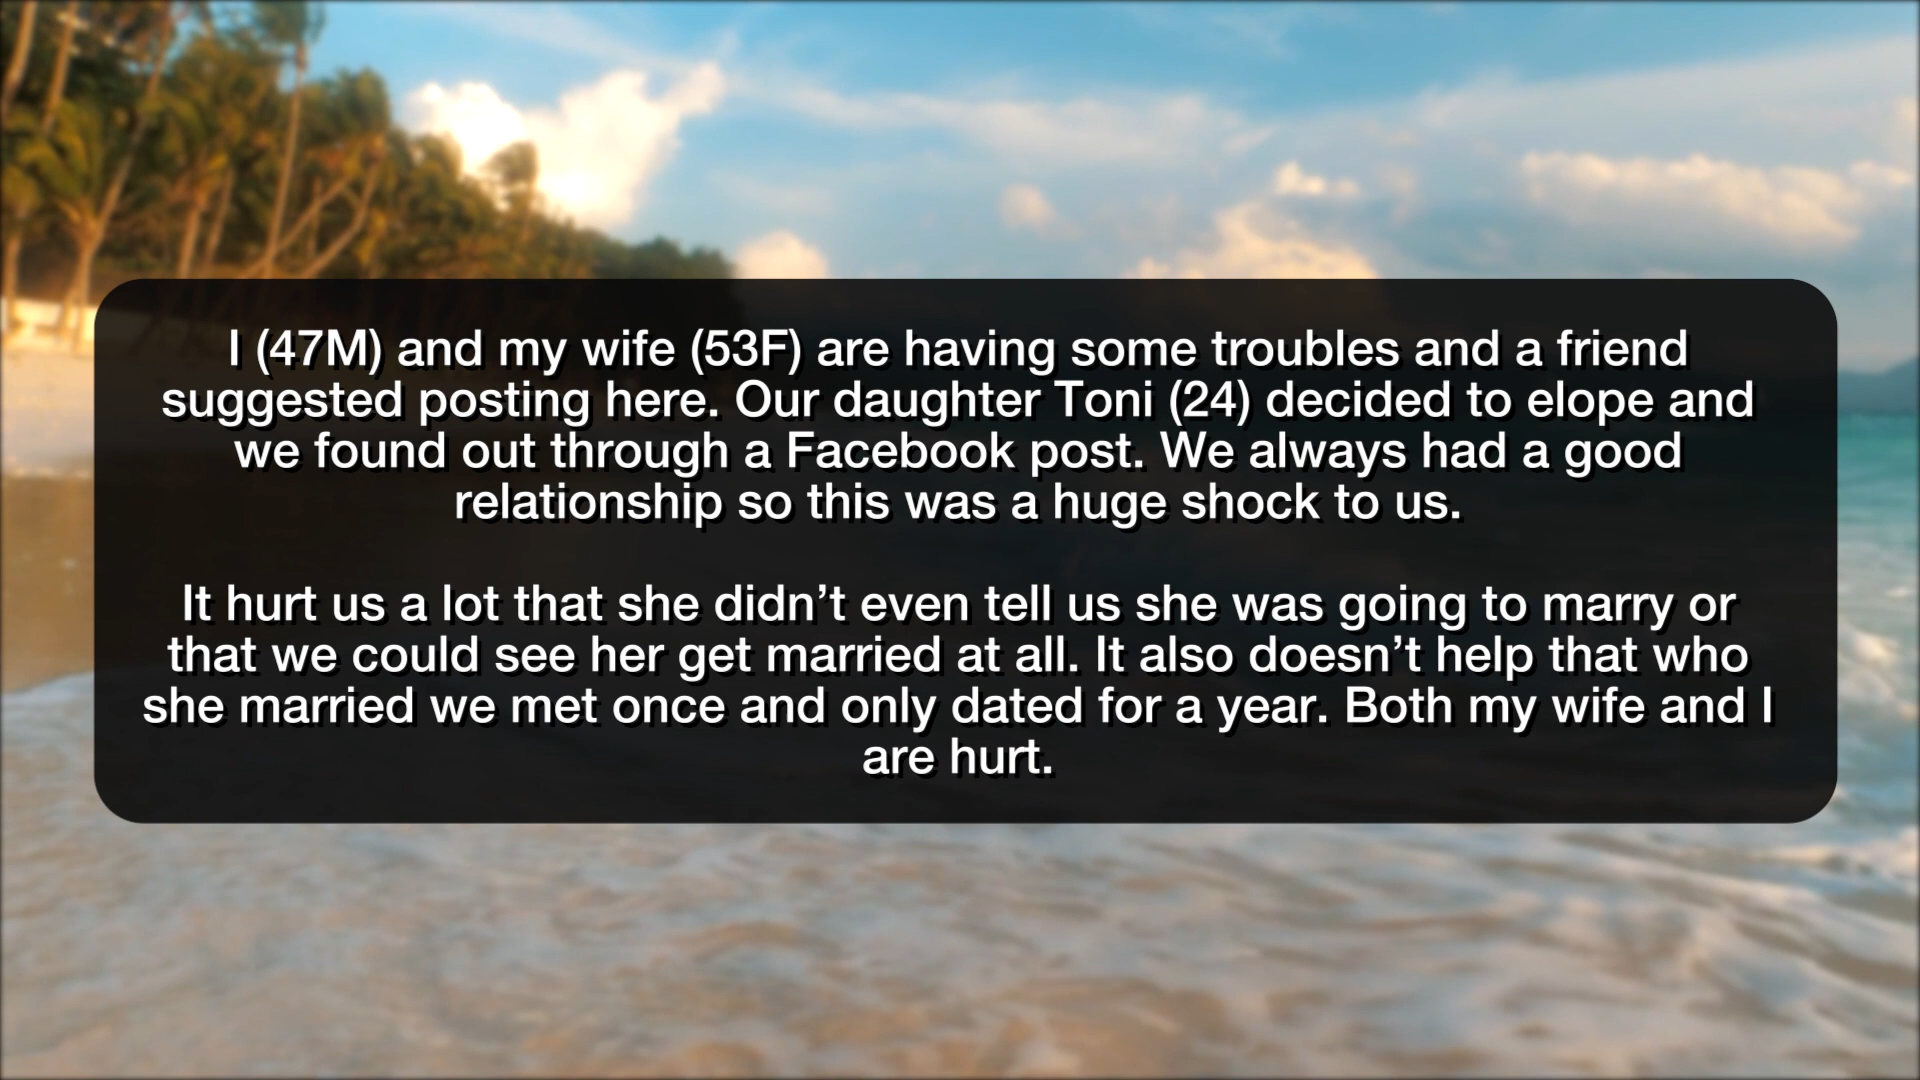 I (47M) and my wife (53F) are having some troubles and a friend
suggested posting here. Our daughter Toni (24) decided to elope and
we found out through a Facebook post. We always had a good
relationship so this was a huge shock to us.
It hurt us a lot that she didn’t even tell us she was going to marry or
that we could see her get married at all. It also doesn’t help that who
she married we met once and only dated for a year. Both my wife and I
are hurt.